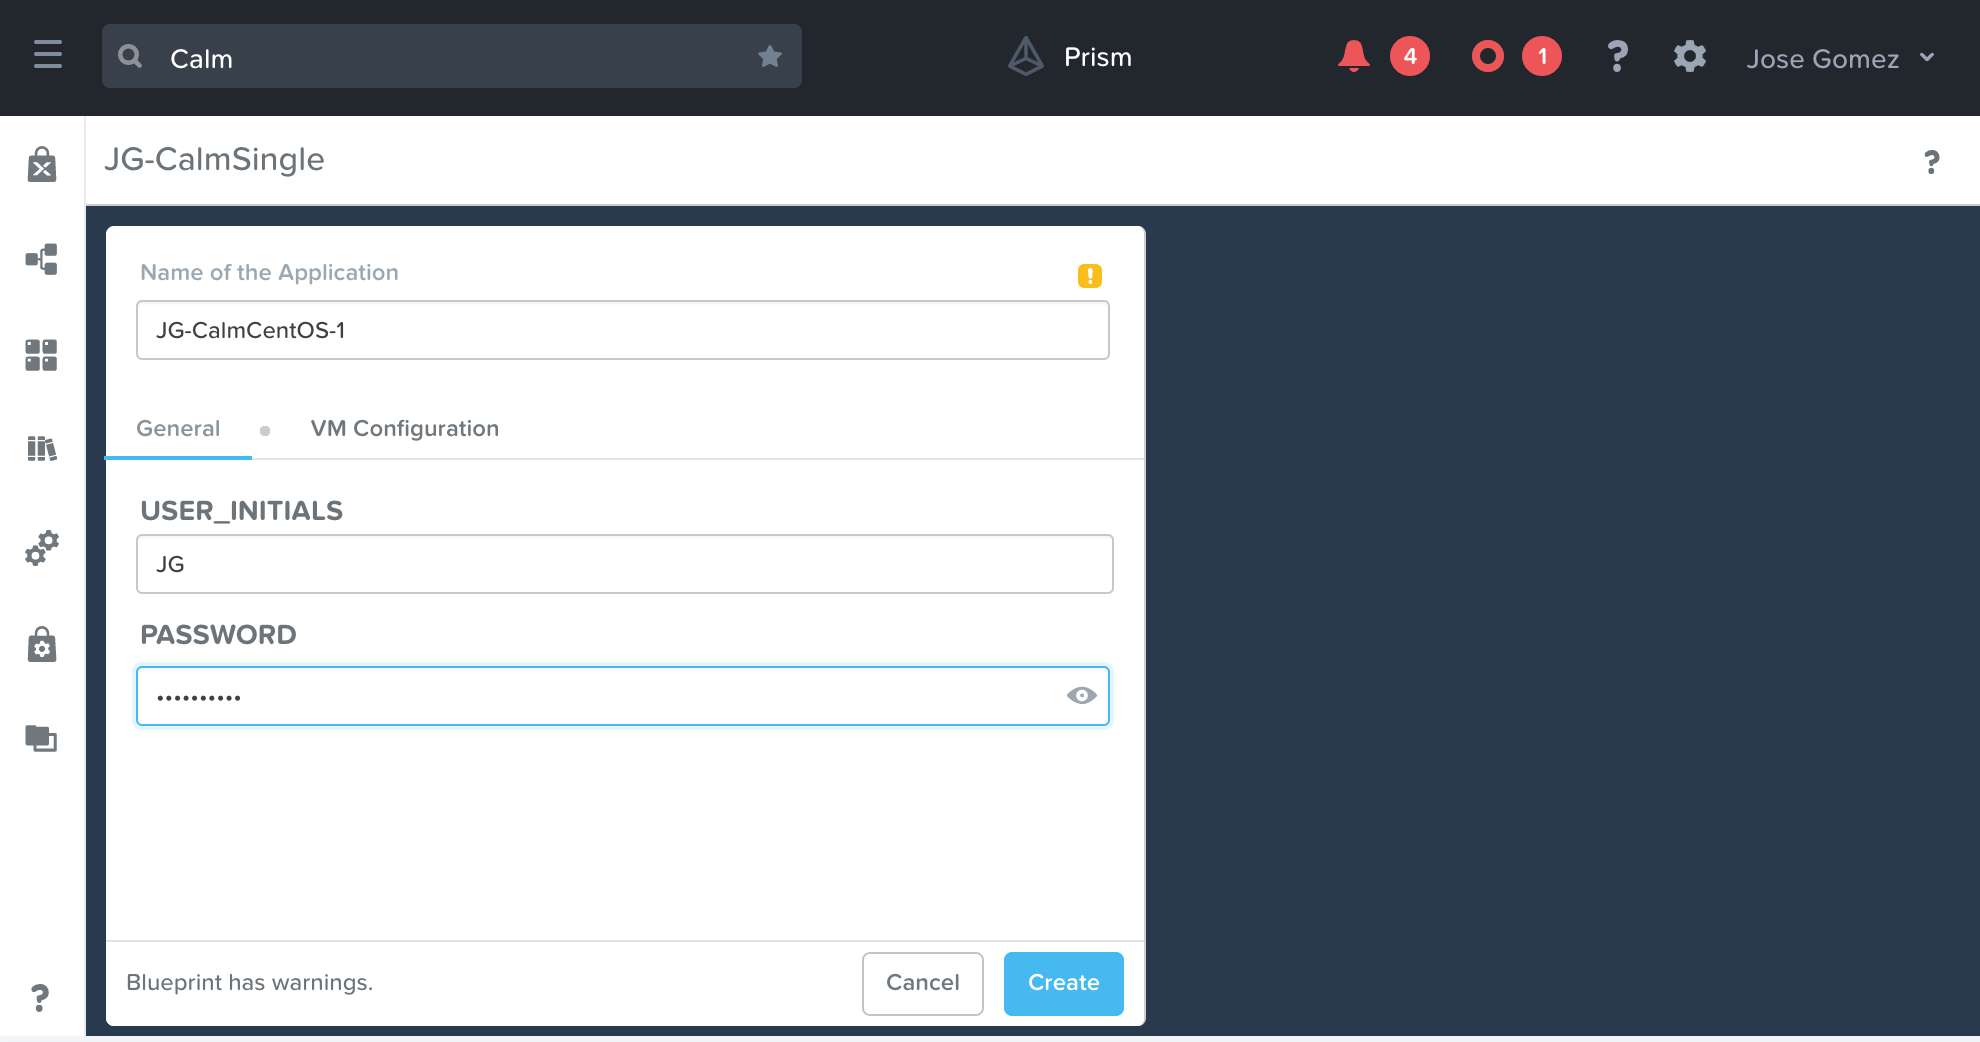 Calm
Prism
4
1
?
Jose Gomez
JG-CalmSingle
?
Name of the Application
!
JG-CalmCentOS-1
General
VM Configuration
USER_INITIALS
JG
PASSWORD
••••••••••
Blueprint has warnings.
Cancel
Create
?